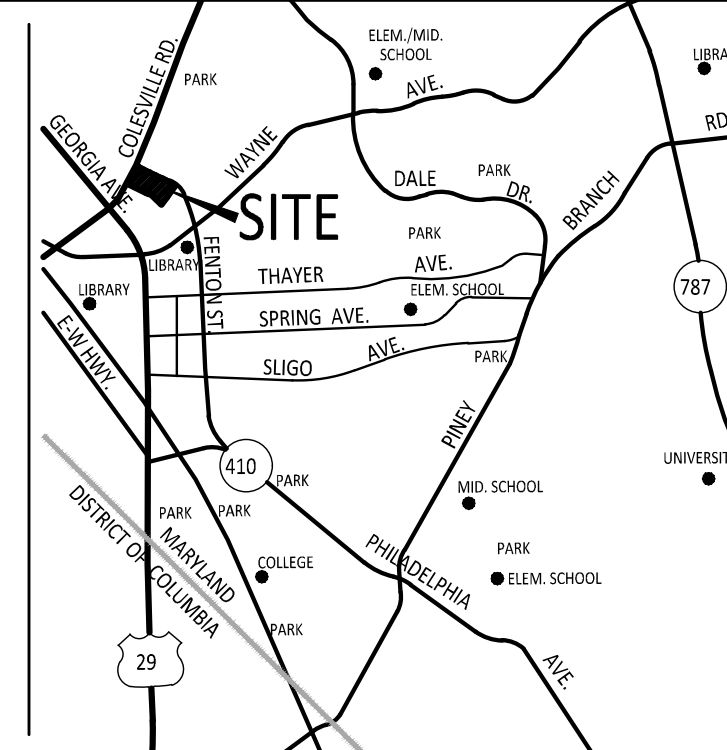 ELEM./MID.
SCHOOL
COLESVILLE RD.
PARK
LIBRA
AVE.
GEORGIA AVE.
WAYNE
RD
PARK
DALE
DR.
BRANCH
SITE
PARK
FENTON ST.
LIBRARY
THAYER
AVE.
LIBRARY
ELEM. SCHOOL
787
SPRING AVE.
E-W HWY.
AVE.
SLIGO
PARK
PINEY
410
PARK
UNIVERSIT
MID. SCHOOL
PARK
PARK
DISTRICT OF COLUMBIA
MARYLAND
PHILADELPHIA
AVE.
PARK
COLLEGE
ELEM. SCHOOL
PARK
29